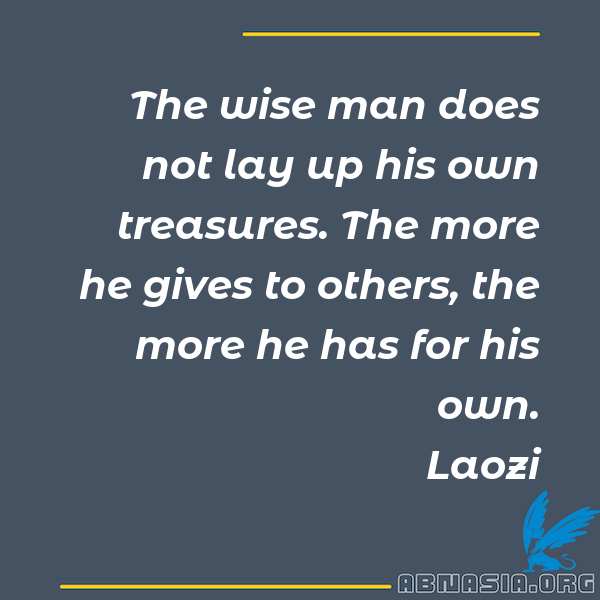 The wise man does
not lay up his own
treasures. The more
he gives to others, the
more he has for his
own.
Laozi
ABNASIA.ORG